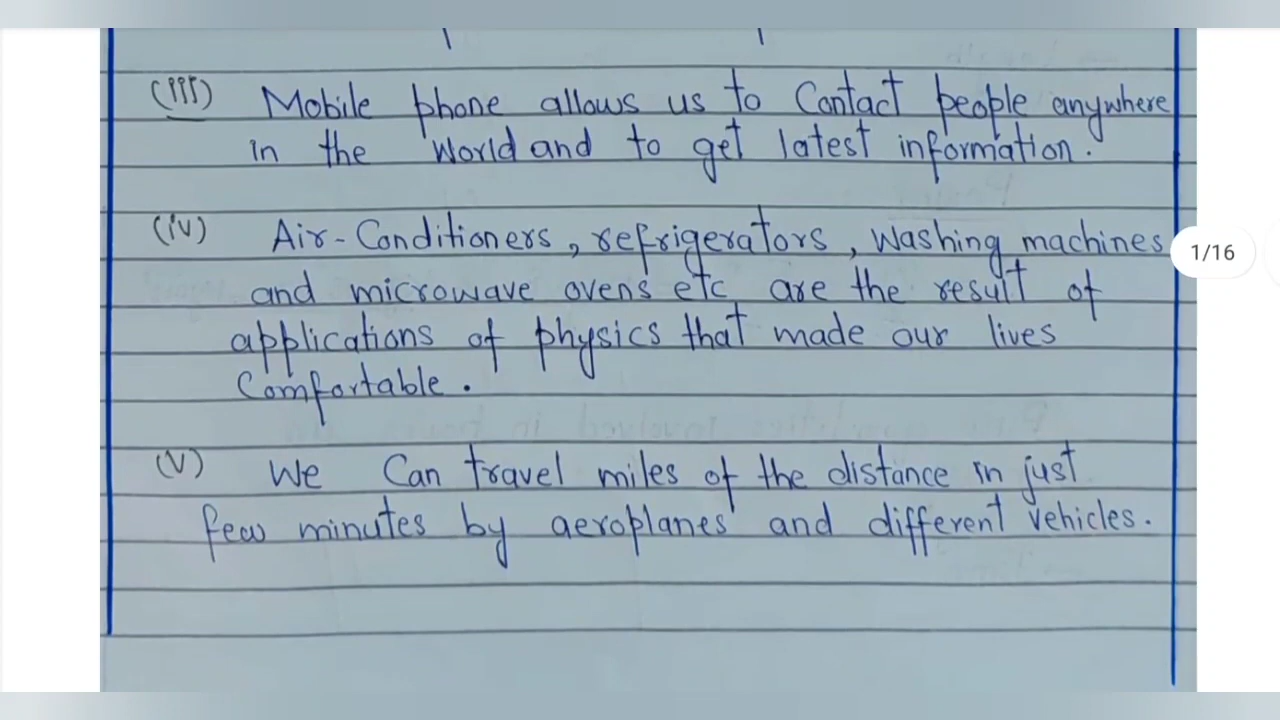 (iii) Mobile phone allows us to Contact people anywhere
in the World and to get latest information.
(iv) Air-Conditioners, refrigerators, washing machines
1/16
and microwave ovens etc are the result of
applications of physics that made our lives
Comfortable.
(V) We Can travel miles of the distance in just
few minutes by aeroplanes and different vehicles.